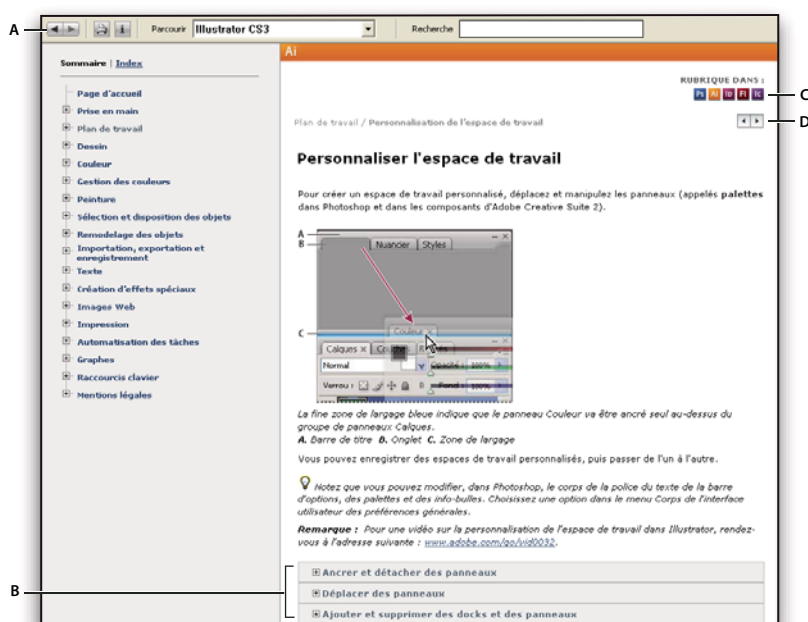 A
Parcourir Illustrator CS3 Recherche
Ai
Sommaire | Index
Page d'accueil
Prise en main
Plan de travail
Dessin
Couleur
Gestion des couleurs
Peinture
Sélection et disposition des objets
Remodelage des objets
Importation, exportation et
enregistrement
Texte
Création d'effets spéciaux
Images Web
Impression
Automatisation des tâches
Graphes
Raccourcis clavier
Mentions légales
RUBRIQUE DANS :
Ps Ai ID Fl Ic
C
D
Plan de travail / Personnalisation de l'espace de travail
Personnaliser l'espace de travail
Pour créer un espace de travail personnalisé, déplacez et manipulez les panneaux (appelés palettes
dans Photoshop et dans les composants d'Adobe Creative Suite 2).
A
B
Nuancier Styles
Couleur ×
C
Calques ×
Normal Opacité : 100%
Verrou : Fond : 100%
La fine zone de largage bleue indique que le panneau Couleur va être ancré seul au-dessus du
groupe de panneaux Calques.
A. Barre de titre B. Onglet C. Zone de largage
Vous pouvez enregistrer des espaces de travail personnalisés, puis passer de l'un à l'autre.
Notez que vous pouvez modifier, dans Photoshop, le corps de la police du texte de la barre
d'options, des palettes et des info-bulles. Choisissez une option dans le menu Corps de l'interface
utilisateur des préférences générales.
Remarque : Pour une vidéo sur la personnalisation de l'espace de travail dans Illustrator, rendez-
vous à l'adresse suivante : www.adobe.com/go/vid0032.
B
Ancrer et détacher des panneaux
Déplacer des panneaux
Ajouter et supprimer des docks et des panneaux